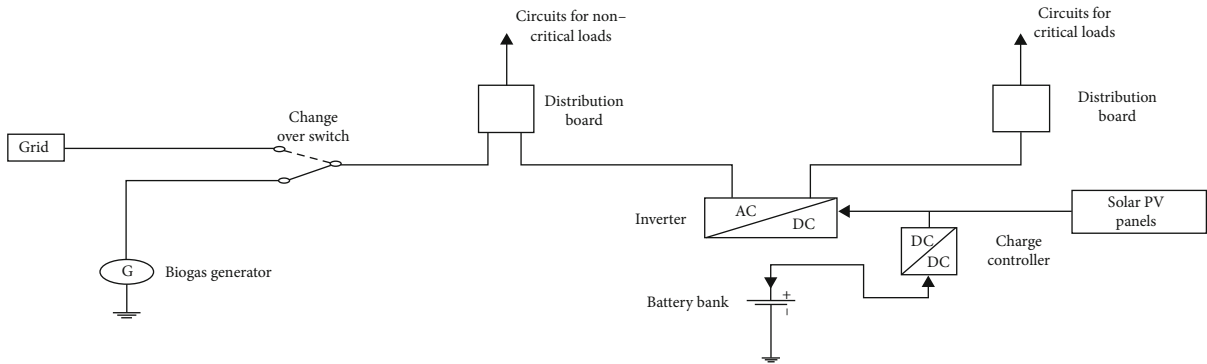 Circuits for non–
critical loads
Circuits for
critical loads
Distribution
board
Distribution
board
Change
over switch
Grid
Inverter
AC
DC
Solar PV
panels
DC
DC
Charge
controller
G
Biogas generator
Battery bank
+
–